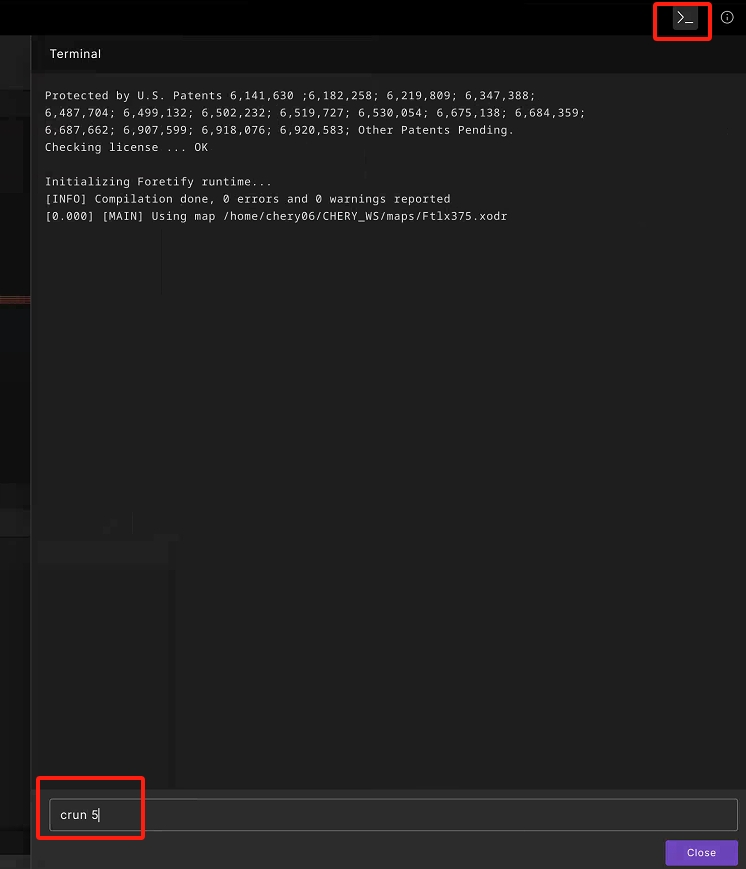 >_
Terminal
Protected by U.S. Patents 6,141,630 ;6,182,258; 6,219,809; 6,347,388;
6,487,704; 6,499,132; 6,502,232; 6,519,727; 6,530,054; 6,675,138; 6,684,359;
6,687,662; 6,907,599; 6,918,076; 6,920,583; Other Patents Pending.
Checking license ... OK
Initializing Foretify runtime...
[INFO] Compilation done, 0 errors and 0 warnings reported
[0.000] [MAIN] Using map /home/chery06/CHERY_WS/maps/Ftlx375.xodr
crun 5
Close